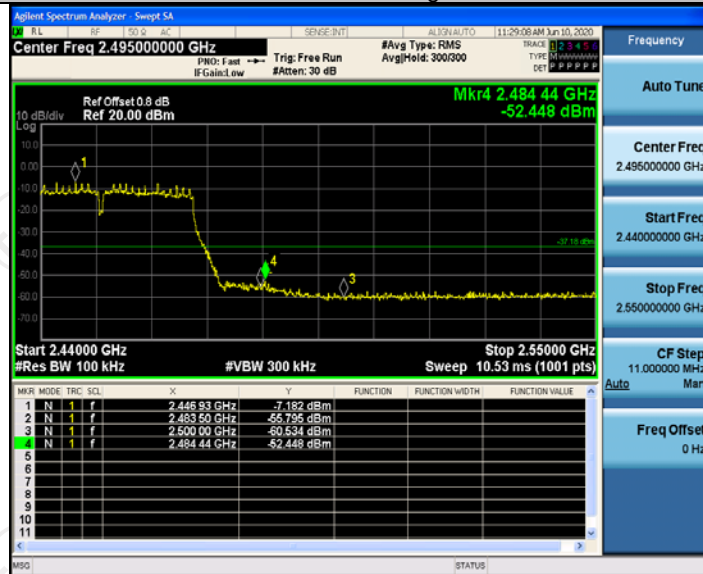 Agilent Spectrum Analyzer - Swept SA
RL RF 50 Ω AC SENSE:INT ALIGNAUTO 11:29:08 AM Jun 10, 2020
Center Freq 2.495000000 GHz #Avg Type: RMS TRACE 1 2 3 4 5 6
PNO: Fast Trig: Free Run Avg|Hold: 300/300 TYPE M
IFGain:Low #Atten: 30 dB DET P P P P P P
Mkr4 2.484 44 GHz
-52.448 dBm
Ref Offset 0.8 dB
10 dB/div Ref 20.00 dBm
Log
10.0
0.00
-10.0
-20.0
-30.0
-40.0
-50.0
-60.0
-70.0
1
4
3
-37.18 dBm
Start 2.44000 GHz Stop 2.55000 GHz
#Res BW 100 kHz #VBW 300 kHz Sweep 10.53 ms (1001 pts)
MKR MODE TRC SCL X Y FUNCTION FUNCTION WIDTH FUNCTION VALUE
1 N 1 f 2.446 93 GHz -7.182 dBm
2 N 1 f 2.483 50 GHz -55.795 dBm
3 N 1 f 2.500 00 GHz -60.534 dBm
4 N 1 f 2.484 44 GHz -52.448 dBm
5
6
7
8
9
10
11
MSG STATUS
Frequency
Auto Tune
Center Freq
2.495000000 GHz
Start Freq
2.440000000 GHz
Stop Freq
2.550000000 GHz
CF Step
11.000000 MHz
Auto Man
Freq Offset
0 Hz